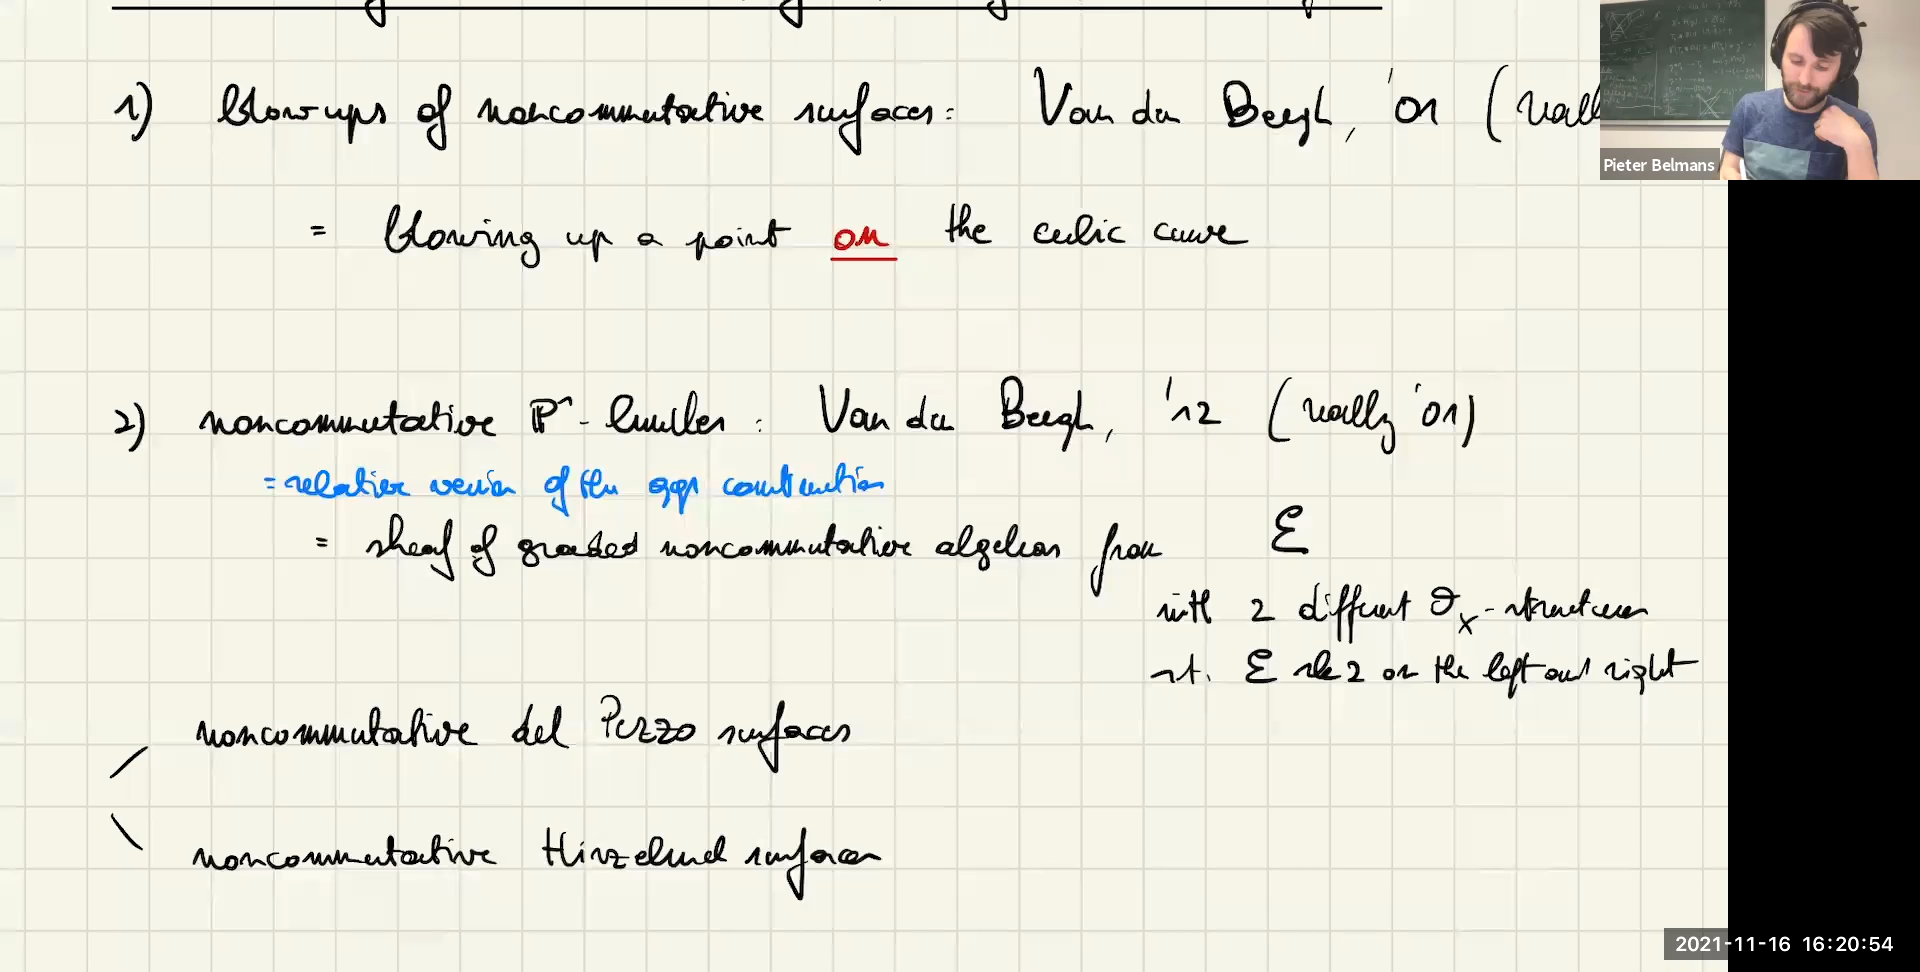 1) blow-ups of noncommutative surfaces: Van den Bergh, '01 (really
Pieter Belmans
= blowing up a point on the cubic curve
2) noncommutative ℙ¹-bundles: Van den Bergh, '12 (really '01)
= relative version of the construction
= sheaf of graded noncommutative algebras from ℰ
with 2 different 𝒪_X-structures
s.t. ℰ rk 2 on the left and right
noncommutative del Pezzo surfaces
noncommutative Hirzebruch surfaces
2021-11-16 16:20:54